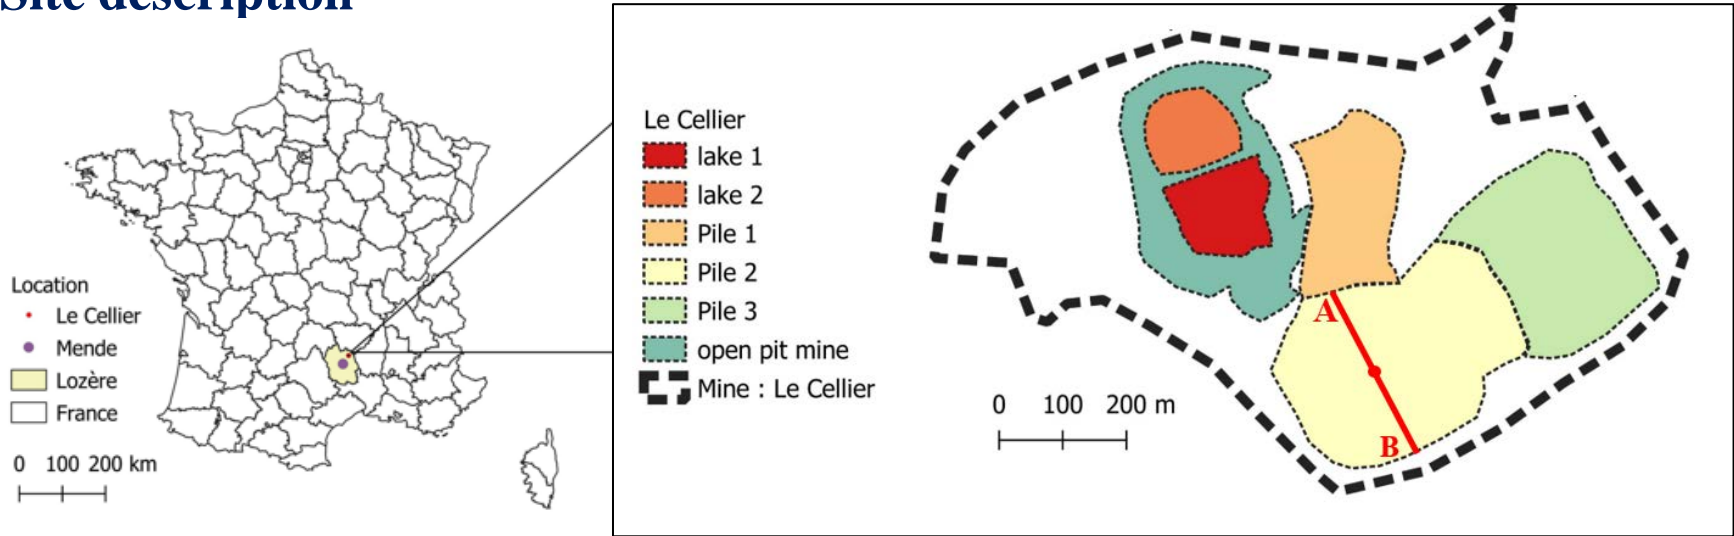 Site description
Location
Le Cellier
Mende
Lozère
France
0 100 200 km
Le Cellier
lake 1
lake 2
Pile 1
Pile 2
Pile 3
open pit mine
Mine : Le Cellier
0 100 200 m
A
B